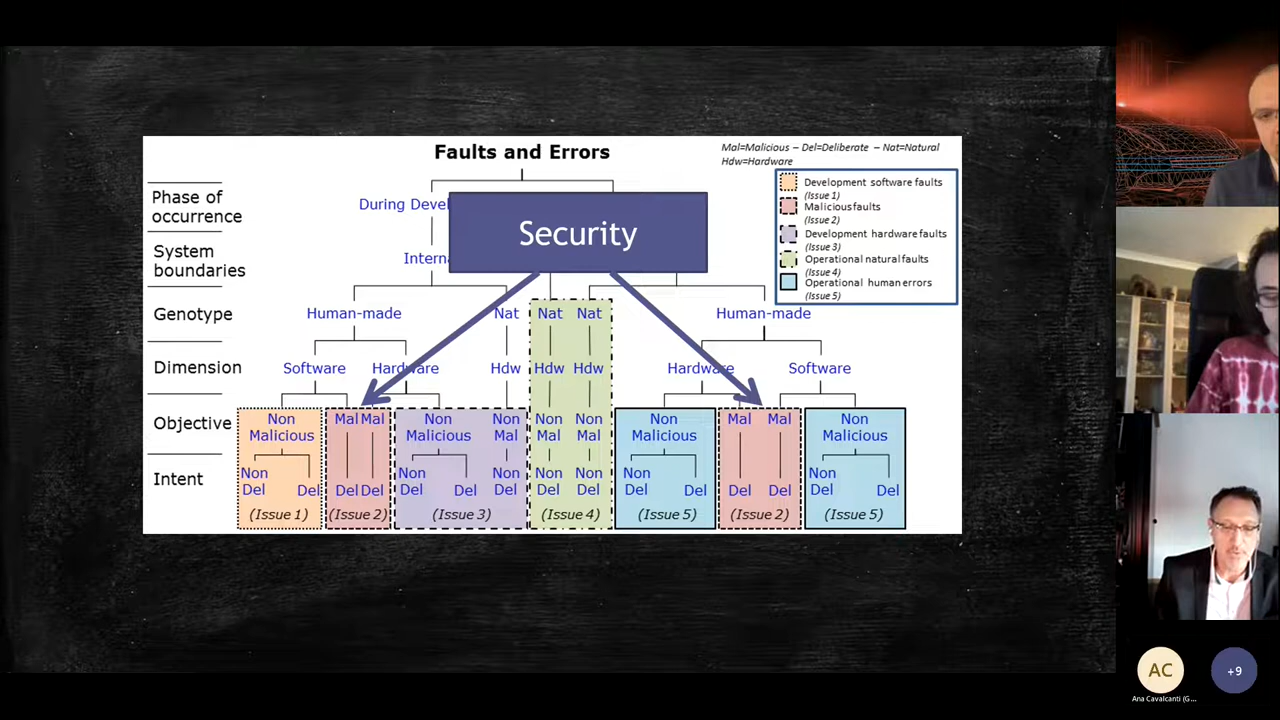 Faults and Errors
Mal=Malicious – Del=Deliberate – Nat=Natural
Hdw=Hardware
Development software faults
(Issue 1)
Malicious faults
(Issue 2)
Development hardware faults
(Issue 3)
Operational natural faults
(Issue 4)
Operational human errors
(Issue 5)
Phase of
occurrence
During Devel
Security
System
boundaries
Interna
Genotype
Human-made
Nat
Nat
Nat
Human-made
Dimension
Software
Hardware
Hdw
Hdw
Hdw
Hardware
Software
Objective
Non
Malicious
Mal Mal
Non
Malicious
Non
Mal
Non
Mal
Non
Mal
Non
Malicious
Mal
Mal
Non
Malicious
Intent
Non
Del
Del
Del Del
Non
Del
Del
Non
Del
Non
Del
Non
Del
Non
Del
Del
Del
Del
Non
Del
Del
(Issue 1)
(Issue 2)
(Issue 3)
(Issue 4)
(Issue 5)
(Issue 2)
(Issue 5)
AC
+9
Ana Cavalcanti (G...